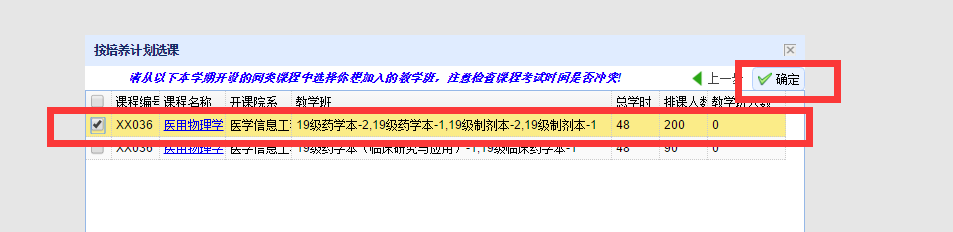 按培养计划选课
请从以下本学期开设的同类课程中选择你想加入的教学班，注意检查课程考试时间是否冲突! 上一步 确定
课程编号 课程名称 开课院系 教学班 总学时 排课人数 教学班人数
XX036 医用物理学 医学信息工 19级药学本-2,19级药学本-1,19级制剂本-2,19级制剂本-1 48 200 0
XX036 医用物理学 医学信息工 19级药学本（临床研究与应用）-1,19级临床药学本-1 48 90 0